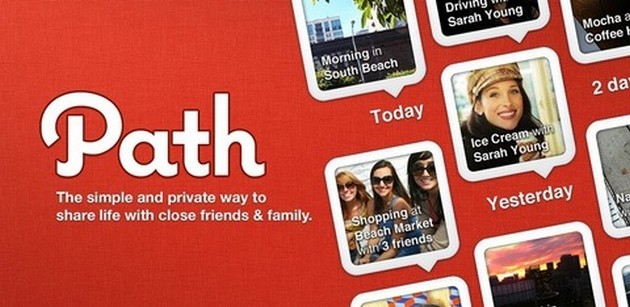 Path
The simple and private way to
share life with close friends & family.
Morning in
South Beach
Today
Shopping at
Beach Market
with 3 friends
Driving with
Sarah Young
Ice Cream with
Sarah Young
Yesterday
Mocha a
Coffee H
2 da
Na